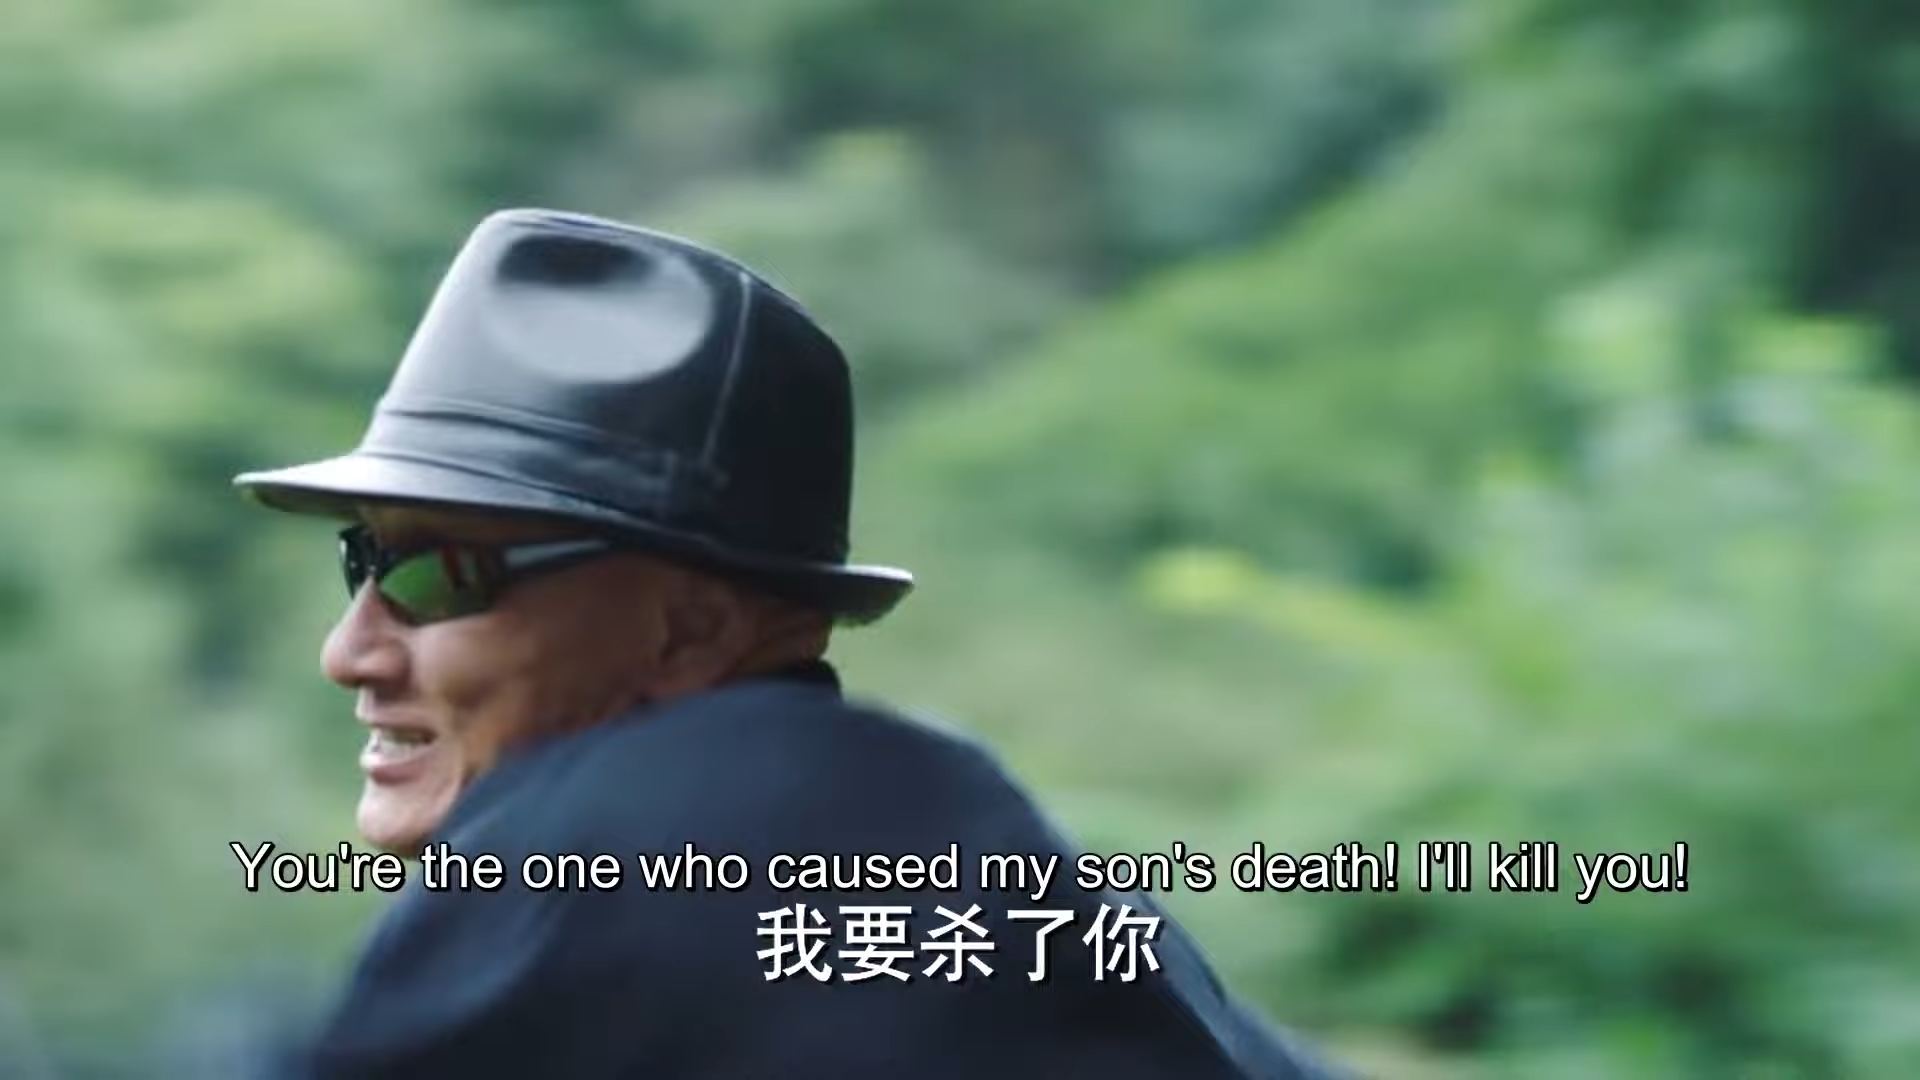 You're the one who caused my son's death! I'll kill you!
我要杀了你